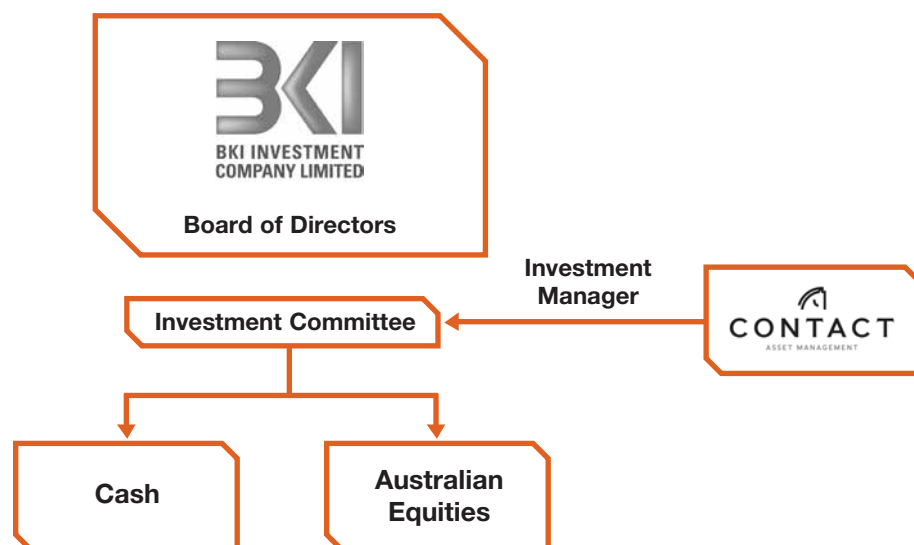 BKI
BKI INVESTMENT
COMPANY LIMITED
Board of Directors
Investment
Manager
Investment Committee
CONTACT
ASSET MANAGEMENT
Cash
Australian
Equities